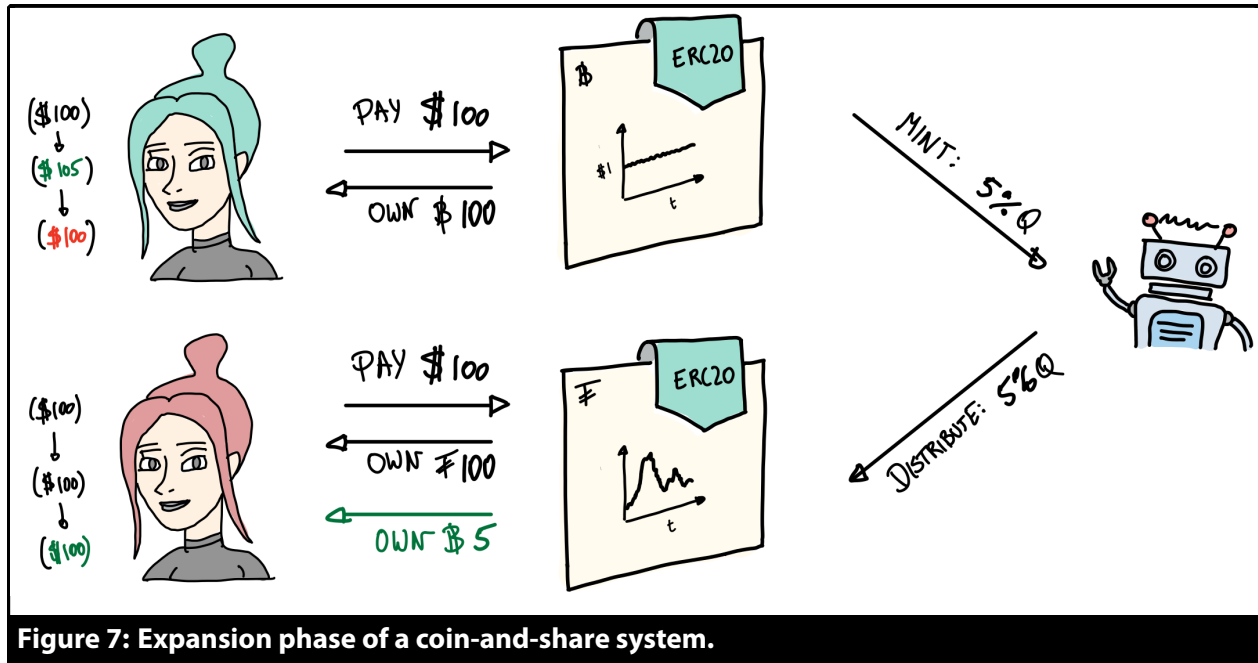 ($100)
($105)
($100)
PAY $100
OWN ₿ 100
₿
ERC20
$1
t
MINT: 5% Q
($100)
($100)
($100)
PAY $100
OWN ₣ 100
OWN ₿ 5
₣
ERC20
t
DISTRIBUTE: 5% Q
Figure 7: Expansion phase of a coin-and-share system.